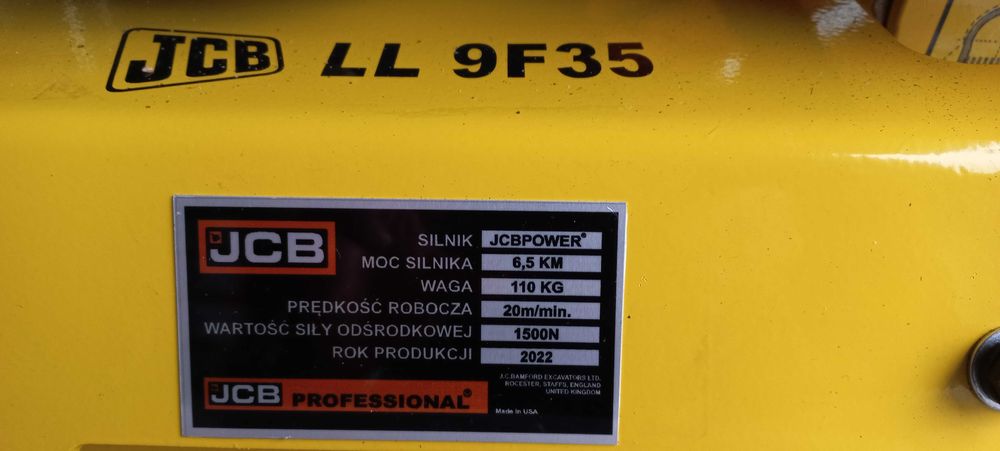 JCB LL 9F35
JCB
SILNIK JCBPOWER®
MOC SILNIKA 6,5 KM
WAGA 110 KG
PRĘDKOŚĆ ROBOCZA 20m/min.
WARTOŚĆ SIŁY ODŚRODKOWEJ 1500N
ROK PRODUKCJI 2022
J.C.BAMFORD EXCAVATORS LTD.
ROCESTER, STAFFS, ENGLAND
UNITED KINGDOM
JCB PROFESSIONAL®
Made in USA